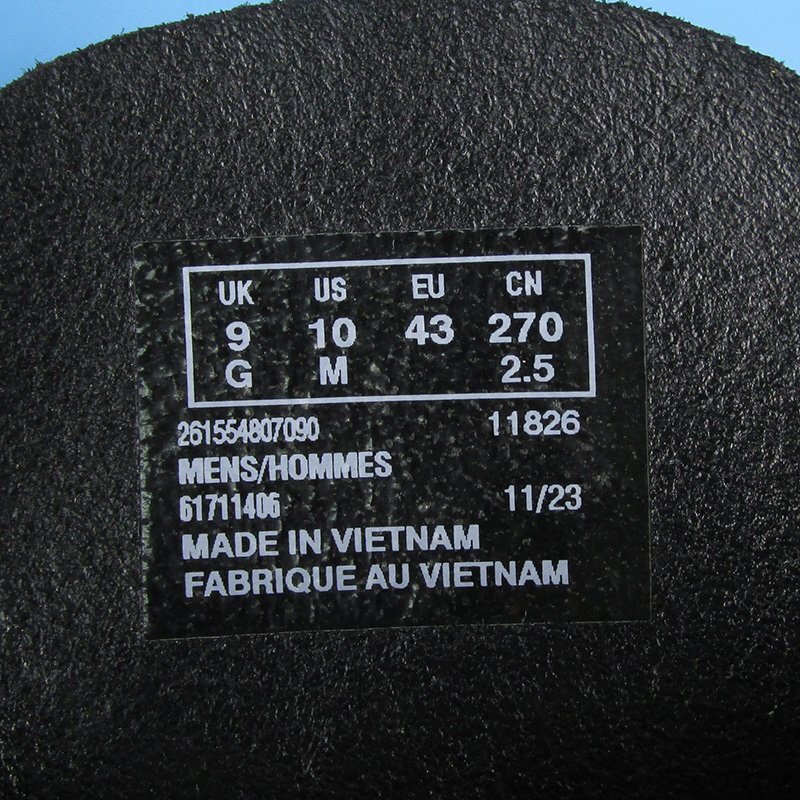 UK US EU CN
9 10 43 270
G M 2.5
261554807090 11826
MENS/HOMMES
61711406 11/23
MADE IN VIETNAM
FABRIQUE AU VIETNAM